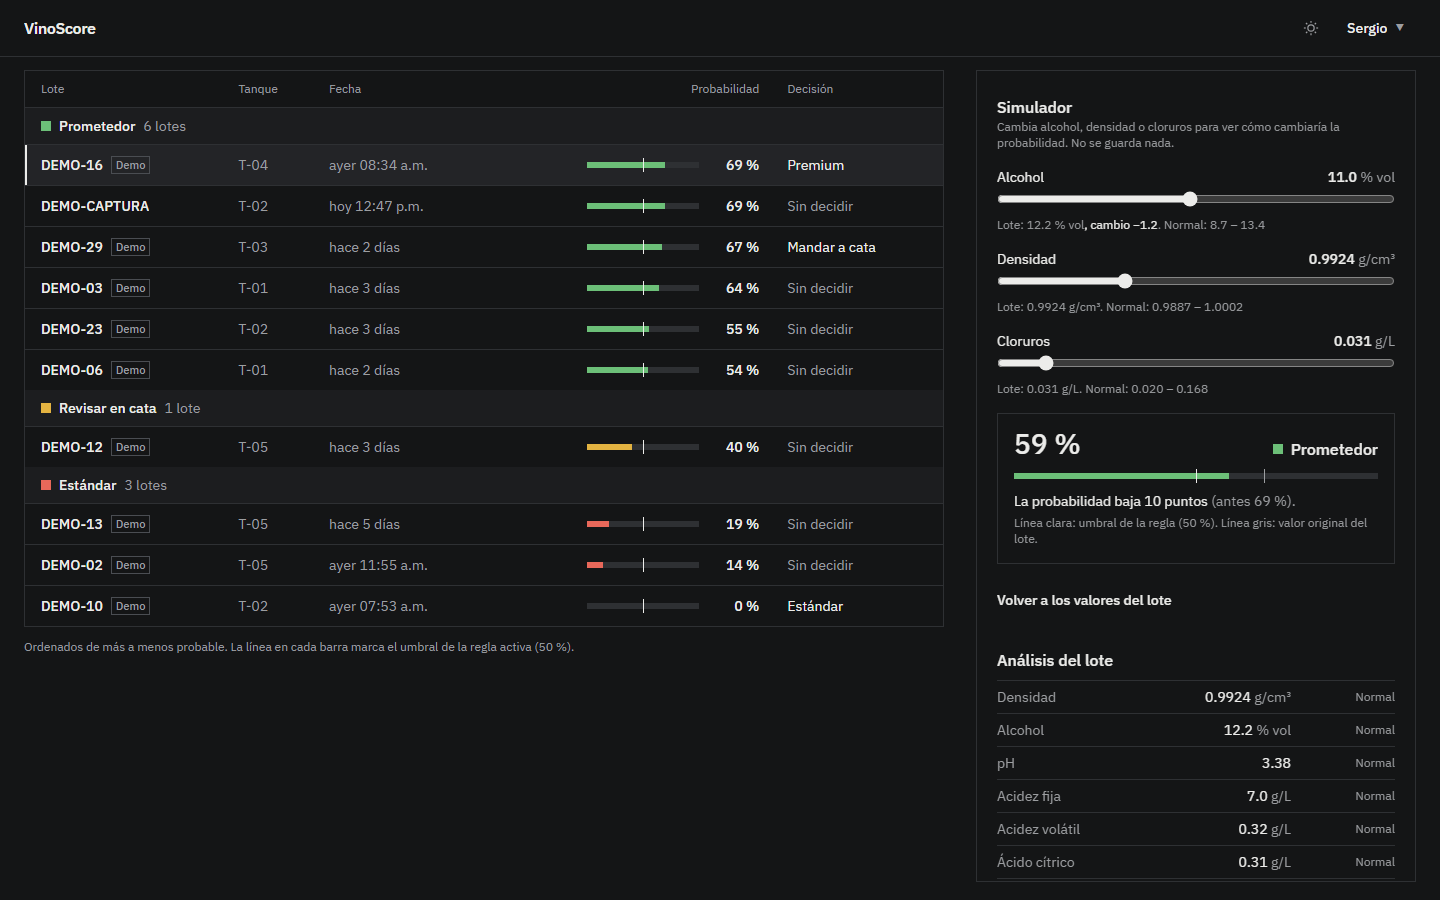 VinoScore
Sergio
Lote Tanque Fecha Probabilidad Decisión
Prometedor 6 lotes
DEMO-16 Demo T-04 ayer 08:34 a.m. 69 % Premium
DEMO-CAPTURA T-02 hoy 12:47 p.m. 69 % Sin decidir
DEMO-29 Demo T-03 hace 2 días 67 % Mandar a cata
DEMO-03 Demo T-01 hace 3 días 64 % Sin decidir
DEMO-23 Demo T-02 hace 3 días 55 % Sin decidir
DEMO-06 Demo T-01 hace 2 días 54 % Sin decidir
Revisar en cata 1 lote
DEMO-12 Demo T-05 hace 3 días 40 % Sin decidir
Estándar 3 lotes
DEMO-13 Demo T-05 hace 5 días 19 % Sin decidir
DEMO-02 Demo T-05 ayer 11:55 a.m. 14 % Sin decidir
DEMO-10 Demo T-02 ayer 07:53 a.m. 0 % Estándar
Ordenados de más a menos probable. La línea en cada barra marca el umbral de la regla activa (50 %).
Simulador
Cambia alcohol, densidad o cloruros para ver cómo cambiaría la
probabilidad. No se guarda nada.
Alcohol 11.0 % vol
Lote: 12.2 % vol, cambio −1.2. Normal: 8.7 – 13.4
Densidad 0.9924 g/cm³
Lote: 0.9924 g/cm³. Normal: 0.9887 – 1.0002
Cloruros 0.031 g/L
Lote: 0.031 g/L. Normal: 0.020 – 0.168
59 % Prometedor
La probabilidad baja 10 puntos (antes 69 %).
Línea clara: umbral de la regla (50 %). Línea gris: valor original del
lote.
Volver a los valores del lote
Análisis del lote
Densidad 0.9924 g/cm³ Normal
Alcohol 12.2 % vol Normal
pH 3.38 Normal
Acidez fija 7.0 g/L Normal
Acidez volátil 0.32 g/L Normal
Ácido cítrico 0.31 g/L Normal